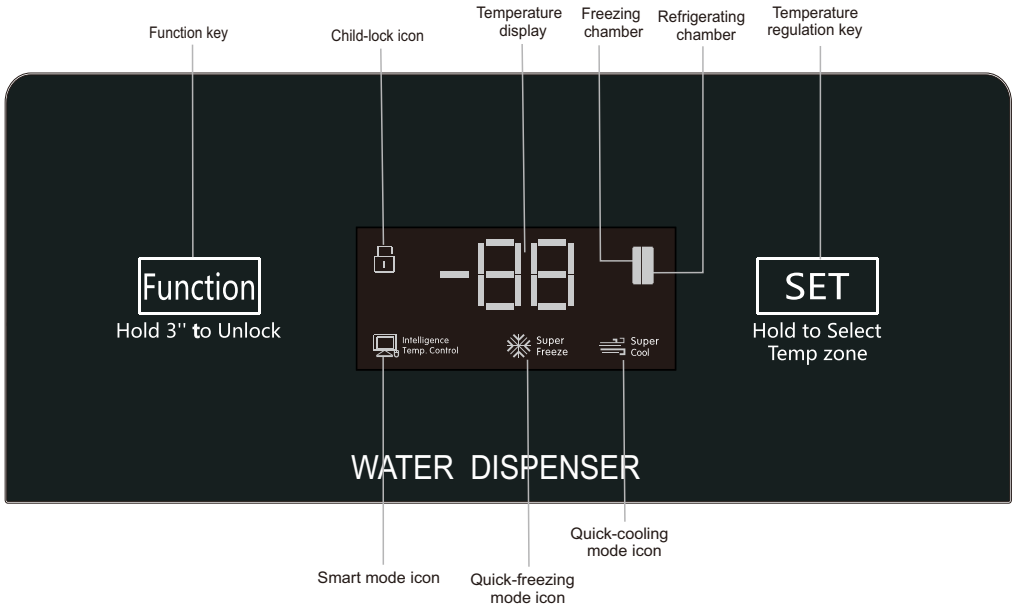 Function key
Child-lock icon
Temperature
display
Freezing
chamber
Refrigerating
chamber
Temperature
regulation key
Function
Hold 3'' to Unlock
-88
Intelligence
Temp. Control
Super
Freeze
Super
Cool
SET
Hold to Select
Temp zone
WATER DISPENSER
Smart mode icon
Quick-freezing
mode icon
Quick-cooling
mode icon